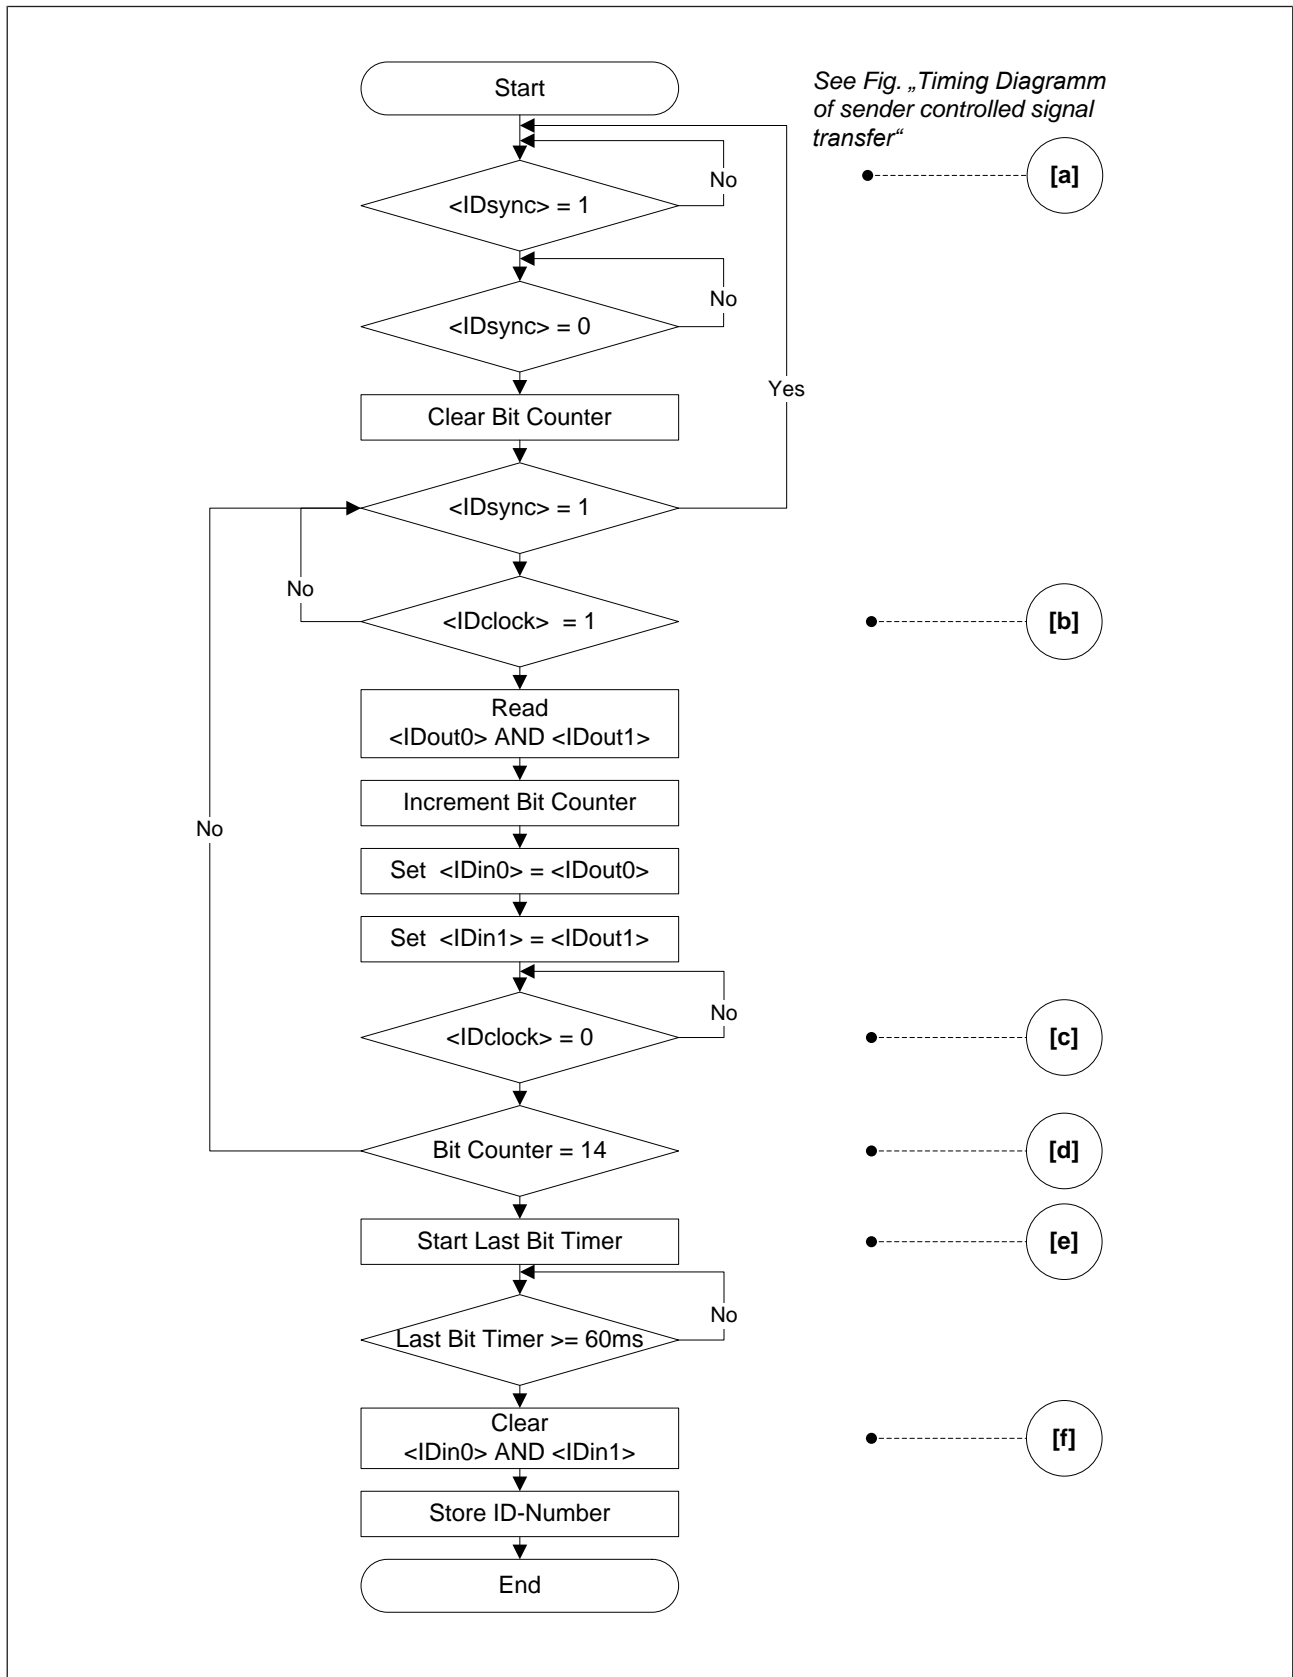 Start
See Fig. „Timing Diagramm
of sender controlled signal
transfer“
[a]
No
<IDsync> = 1
No
<IDsync> = 0
Yes
Clear Bit Counter
<IDsync> = 1
No
<IDclock> = 1
[b]
Read
<IDout0> AND <IDout1>
Increment Bit Counter
No
Set <IDin0> = <IDout0>
Set <IDin1> = <IDout1>
No
<IDclock> = 0
[c]
Bit Counter = 14
[d]
Start Last Bit Timer
[e]
No
Last Bit Timer >= 60ms
Clear
<IDin0> AND <IDin1>
[f]
Store ID-Number
End